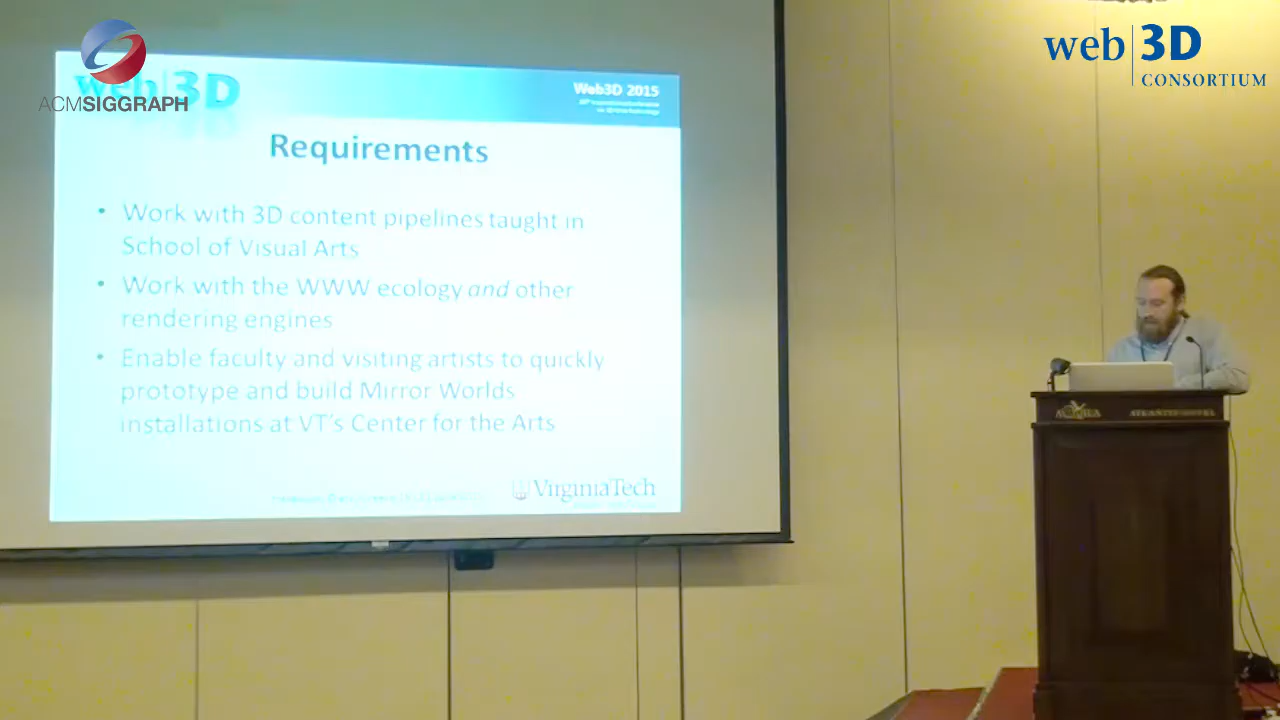 web|3D
ACMSIGGRAPH
Web3D 2015
web|3D
CONSORTIUM
Requirements
• Work with 3D content pipelines taught in
School of Visual Arts
• Work with the WWW ecology and other
rendering engines
• Enable faculty and visiting artists to quickly
prototype and build Mirror Worlds
installations at VT's Center for the Arts
VirginiaTech